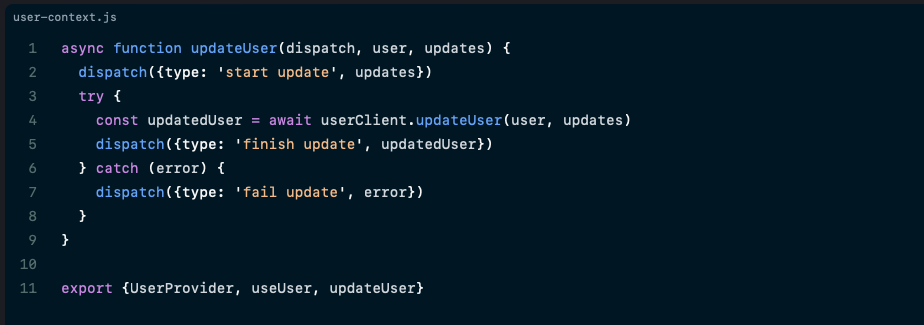 user-context.js
1 async function updateUser(dispatch, user, updates) {
2   dispatch({type: 'start update', updates})
3   try {
4     const updatedUser = await userClient.updateUser(user, updates)
5     dispatch({type: 'finish update', updatedUser})
6   } catch (error) {
7     dispatch({type: 'fail update', error})
8   }
9 }
10
11 export {UserProvider, useUser, updateUser}